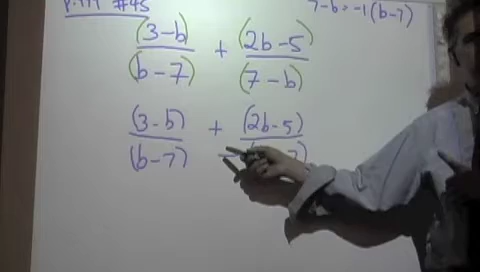 #45
7-b = -1(b-7)
(3-b) + (2b-5)
(b-7) (7-b)
(3-b) + (2b-5)
(b-7)